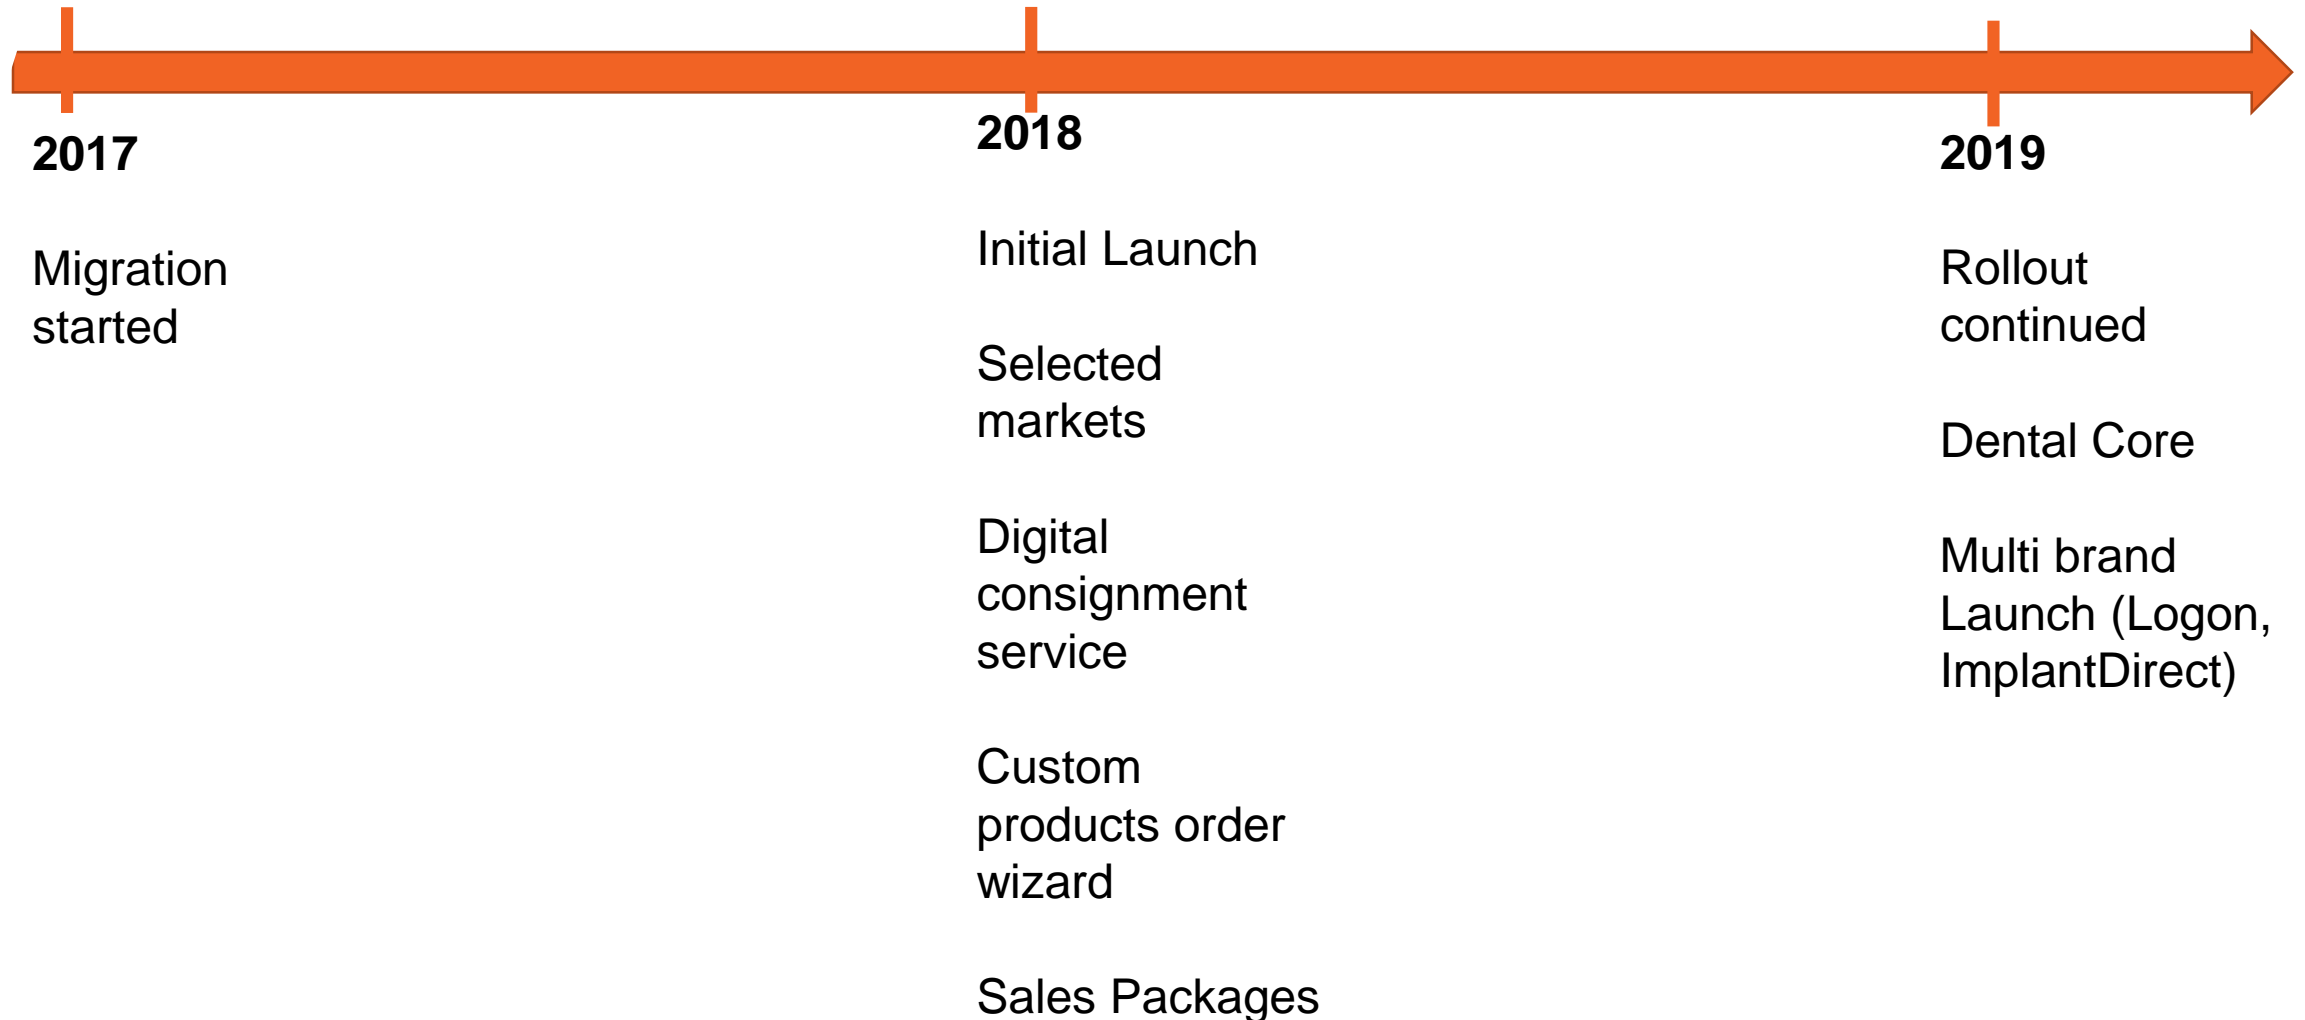 2017
Migration
started
2018
Initial Launch
Selected
markets
Digital
consignment
service
Custom
products order
wizard
Sales Packages
2019
Rollout
continued
Dental Core
Multi brand
Launch (Logon,
ImplantDirect)